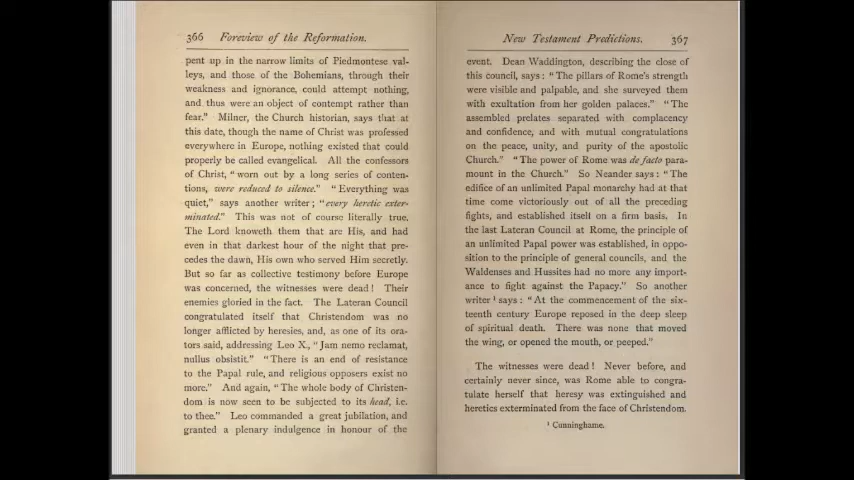 366 Foreview of the Reformation.
pent up in the narrow limits of Piedmontese val-
leys, and those of the Bohemians, through their
weakness and ignorance, could attempt nothing,
and thus were an object of contempt rather than
fear." Milner, the Church historian, says that at
this date, though the name of Christ was professed
everywhere in Europe, nothing existed that could
properly be called evangelical. All the confessors
of Christ, "worn out by a long series of conten-
tions, were reduced to silence." "Everything was
quiet," says another writer; "every heretic exter-
minated." This was not of course literally true.
The Lord knoweth them that are His, and had
even in that darkest hour of the night that pre-
cedes the dawn, His own who served Him secretly.
But so far as collective testimony before Europe
was concerned, the witnesses were dead! Their
enemies gloried in the fact. The Lateran Council
congratulated itself that Christendom was no
longer afflicted by heresies, and, as one of its ora-
tors said, addressing Leo X., "Jam nemo reclamat,
nullus obsistit." "There is an end of resistance
to the Papal rule, and religious opposers exist no
more." And again, "The whole body of Christen-
dom is now seen to be subjected to its head, i.e.
to thee." Leo commanded a great jubilation, and
granted a plenary indulgence in honour of the
New Testament Predictions. 367
event. Dean Waddington, describing the close of
this council, says: "The pillars of Rome's strength
were visible and palpable, and she surveyed them
with exultation from her golden palaces." "The
assembled prelates separated with complacency
and confidence, and with mutual congratulations
on the peace, unity, and purity of the apostolic
Church." "The power of Rome was de facto para-
mount in the Church." So Neander says: "The
edifice of an unlimited Papal monarchy had at that
time come victoriously out of all the preceding
fights, and established itself on a firm basis. In
the last Lateran Council at Rome, the principle of
an unlimited Papal power was established, in oppo-
sition to the principle of general councils, and the
Waldenses and Hussites had no more any import-
ance to fight against the Papacy." So another
writer ¹ says: "At the commencement of the six-
teenth century Europe reposed in the deep sleep
of spiritual death. There was none that moved
the wing, or opened the mouth, or peeped."
The witnesses were dead! Never before, and
certainly never since, was Rome able to congra-
tulate herself that heresy was extinguished and
heretics exterminated from the face of Christendom.
¹ Cunninghame.